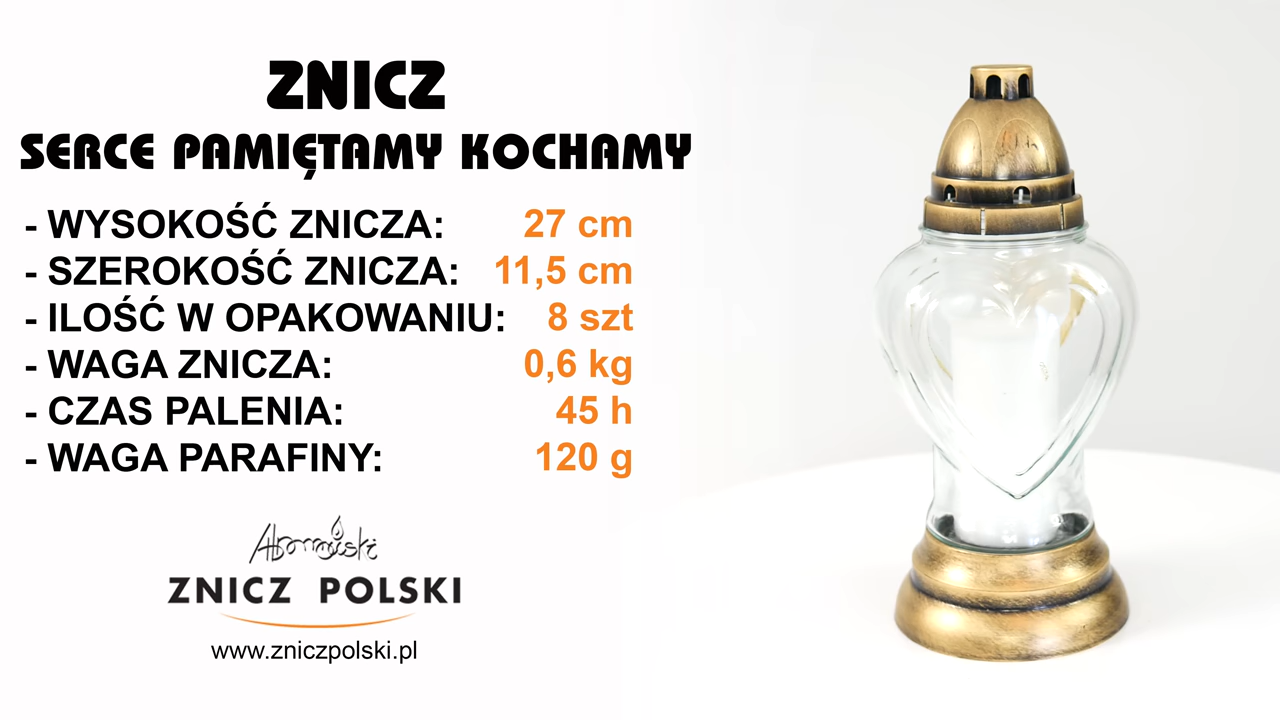 ZNICZ
SERCE PAMIĘTAMY KOCHAMY
- WYSOKOŚĆ ZNICZA: 27 cm
- SZEROKOŚĆ ZNICZA: 11,5 cm
- ILOŚĆ W OPAKOWANIU: 8 szt
- WAGA ZNICZA: 0,6 kg
- CZAS PALENIA: 45 h
- WAGA PARAFINY: 120 g
ZNICZ POLSKI
www.zniczpolski.pl